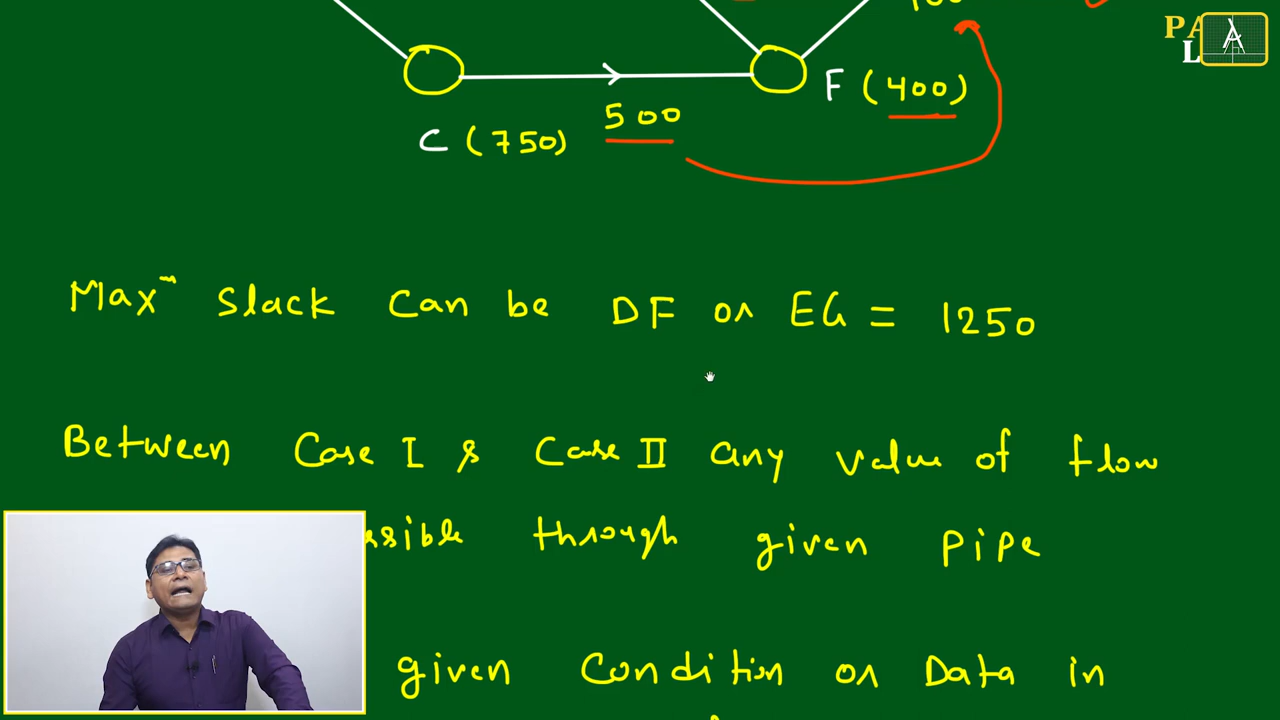 PA
L
F (400)
500
C (750)
Max^m Slack Can be DF or EG = 1250
Between Case I & Case II any value of flow
through given pipe
given Condition or Data in